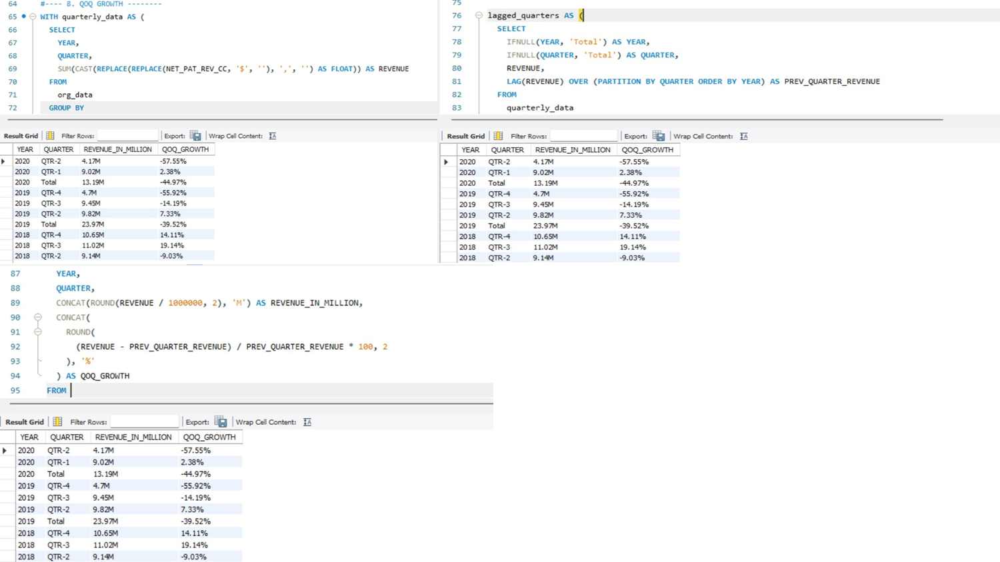 64 #---- 8. QOQ GROWTH --------
65 WITH quarterly_data AS (
66 SELECT
67 YEAR,
68 QUARTER,
69 SUM(CAST(REPLACE(REPLACE(NET_PAT_REV_CC, '$', ''), ',', '') AS FLOAT)) AS REVENUE
70 FROM
71 org_data
72 GROUP BY
Result Grid Filter Rows: Export: Wrap Cell Content:
YEAR QUARTER REVENUE_IN_MILLION QOQ_GROWTH
2020 QTR-2 4.17M -57.55%
2020 QTR-1 9.02M 2.38%
2020 Total 13.19M -44.97%
2019 QTR-4 4.7M -55.92%
2019 QTR-3 9.45M -14.19%
2019 QTR-2 9.82M 7.33%
2019 Total 23.97M -39.52%
2018 QTR-4 10.65M 14.11%
2018 QTR-3 11.02M 19.14%
2018 QTR-2 9.14M -9.03%
75
76 lagged_quarters AS (
77 SELECT
78 IFNULL(YEAR, 'Total') AS YEAR,
79 IFNULL(QUARTER, 'Total') AS QUARTER,
80 REVENUE,
81 LAG(REVENUE) OVER (PARTITION BY QUARTER ORDER BY YEAR) AS PREV_QUARTER_REVENUE
82 FROM
83 quarterly_data
Result Grid Filter Rows: Export: Wrap Cell Content:
YEAR QUARTER REVENUE_IN_MILLION QOQ_GROWTH
2020 QTR-2 4.17M -57.55%
2020 QTR-1 9.02M 2.38%
2020 Total 13.19M -44.97%
2019 QTR-4 4.7M -55.92%
2019 QTR-3 9.45M -14.19%
2019 QTR-2 9.82M 7.33%
2019 Total 23.97M -39.52%
2018 QTR-4 10.65M 14.11%
2018 QTR-3 11.02M 19.14%
2018 QTR-2 9.14M -9.03%
87 YEAR,
88 QUARTER,
89 CONCAT(ROUND(REVENUE / 1000000, 2), 'M') AS REVENUE_IN_MILLION,
90 CONCAT(
91 ROUND(
92 (REVENUE - PREV_QUARTER_REVENUE) / PREV_QUARTER_REVENUE * 100, 2
93 ), '%'
94 ) AS QOQ_GROWTH
95 FROM
Result Grid Filter Rows: Export: Wrap Cell Content:
YEAR QUARTER REVENUE_IN_MILLION QOQ_GROWTH
2020 QTR-2 4.17M -57.55%
2020 QTR-1 9.02M 2.38%
2020 Total 13.19M -44.97%
2019 QTR-4 4.7M -55.92%
2019 QTR-3 9.45M -14.19%
2019 QTR-2 9.82M 7.33%
2019 Total 23.97M -39.52%
2018 QTR-4 10.65M 14.11%
2018 QTR-3 11.02M 19.14%
2018 QTR-2 9.14M -9.03%